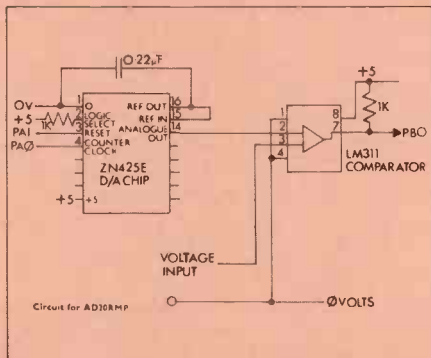 0·22μF
+5
0V
1
O
REF OUT
16
+5
1K
2
LOGIC SELECT
REF IN
15
PA1
3
RESET
ANALOGUE OUT
14
PAØ
4
COUNTER CLOCK
ZN425E
D/A CHIP
+5
+5
1
8
1K
2
7
PBO
3
4
LM311
COMPARATOR
VOLTAGE
INPUT
ØVOLTS
Circuit for AD20RMP